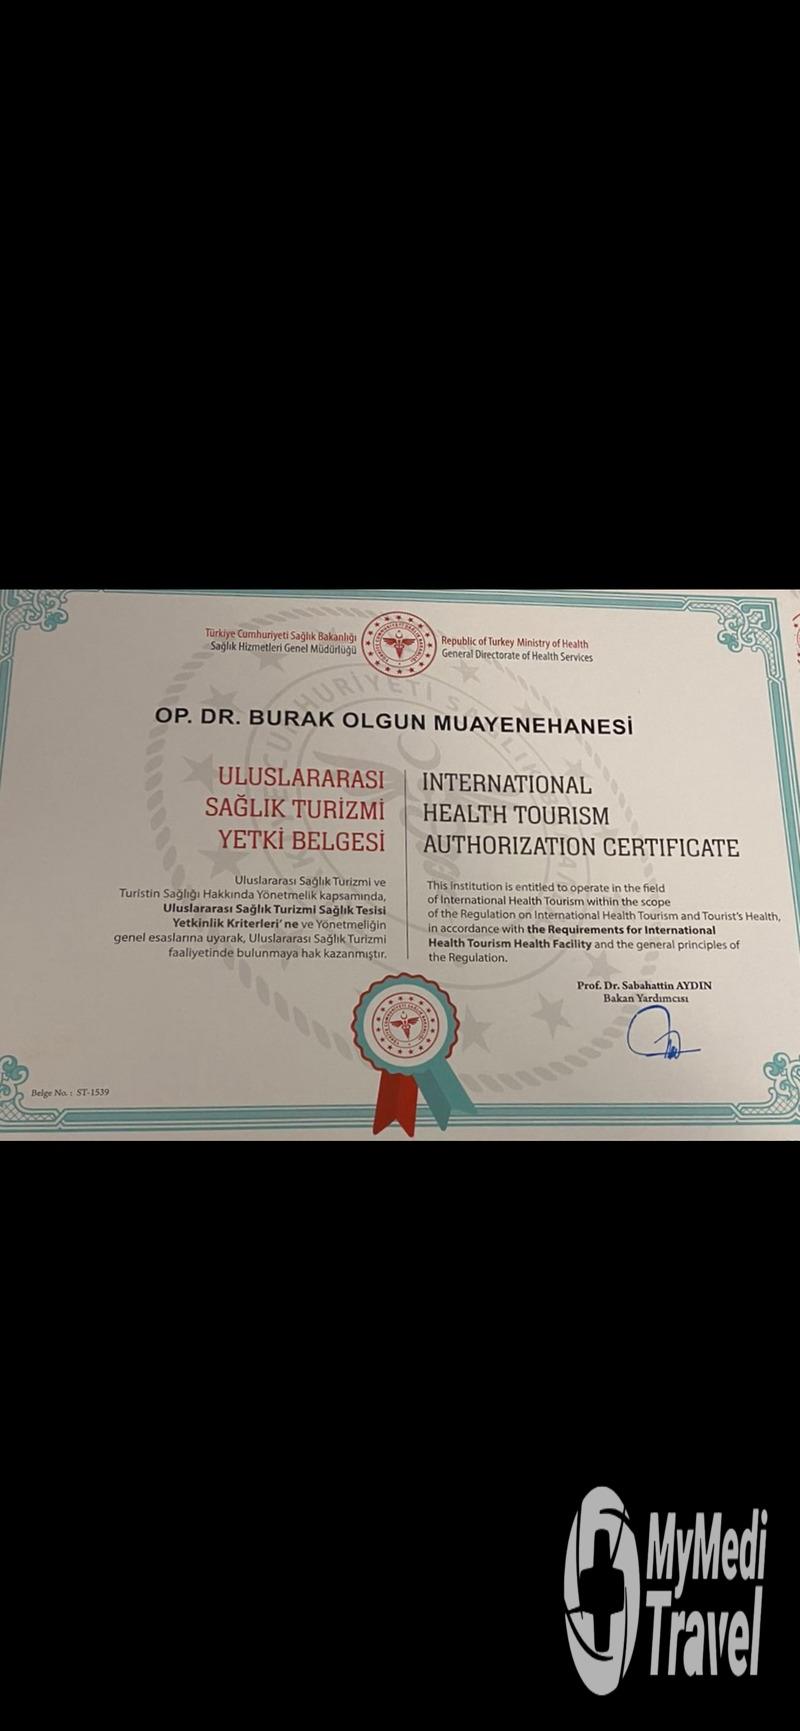 Türkiye Cumhuriyeti Sağlık Bakanlığı
Sağlık Hizmetleri Genel Müdürlüğü
Republic of Turkey Ministry of Health
General Directorate of Health Services
OP. DR. BURAK OLGUN MUAYENEHANESİ
ULUSLARARASI
SAĞLIK TURİZMİ
YETKİ BELGESİ
INTERNATIONAL
HEALTH TOURISM
AUTHORIZATION CERTIFICATE
Uluslararası Sağlık Turizmi ve
Turistin Sağlığı Hakkında Yönetmelik kapsamında,
Uluslararası Sağlık Turizmi Sağlık Tesisi
Yetkinlik Kriterleri' ne ve Yönetmeliğin
genel esaslarına uyarak, Uluslararası Sağlık Turizmi
faaliyetinde bulunmaya hak kazanmıştır.
This institution is entitled to operate in the field
of International Health Tourism within the scope
of the Regulation on International Health Tourism and Tourist's Health,
in accordance with the Requirements for International
Health Tourism Health Facility and the general principles of
the Regulation.
Prof. Dr. Sabahattin AYDIN
Bakan Yardımcısı
Belge No. : ST-1539
MyMedi
Travel